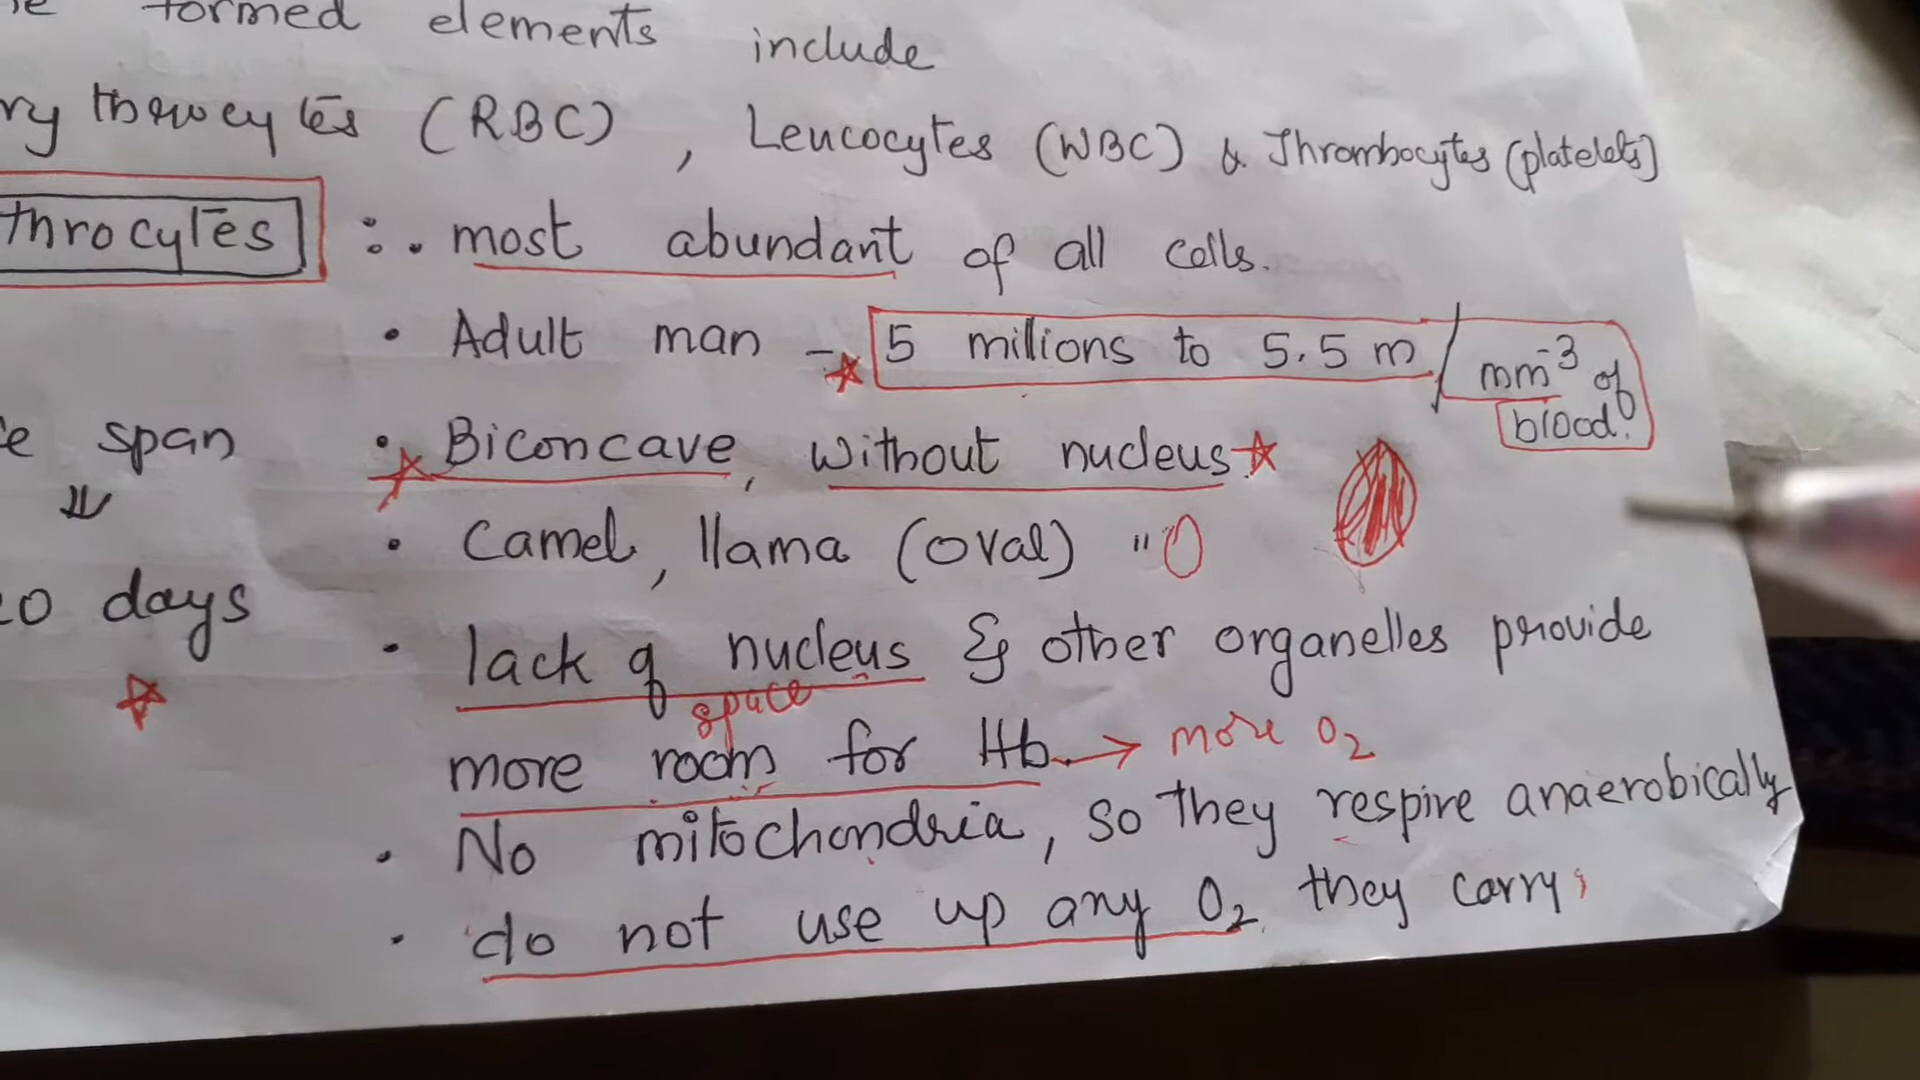 formed elements include
throcytes (RBC), Leucocytes (WBC) & Thrombocytes (platelets)
throcytes : • most abundant of all cells.
• Adult man - 5 milions to 5.5 m / mm⁻³ of
blood.
span • Biconcave, without nucleus
• Camel, llama (oval) "0
days
• lack of nucleus & other organelles provide
space
more room for Hb. → more O₂
• No mitochondria, so they respire anaerobically
• do not use up any O₂ they carry;